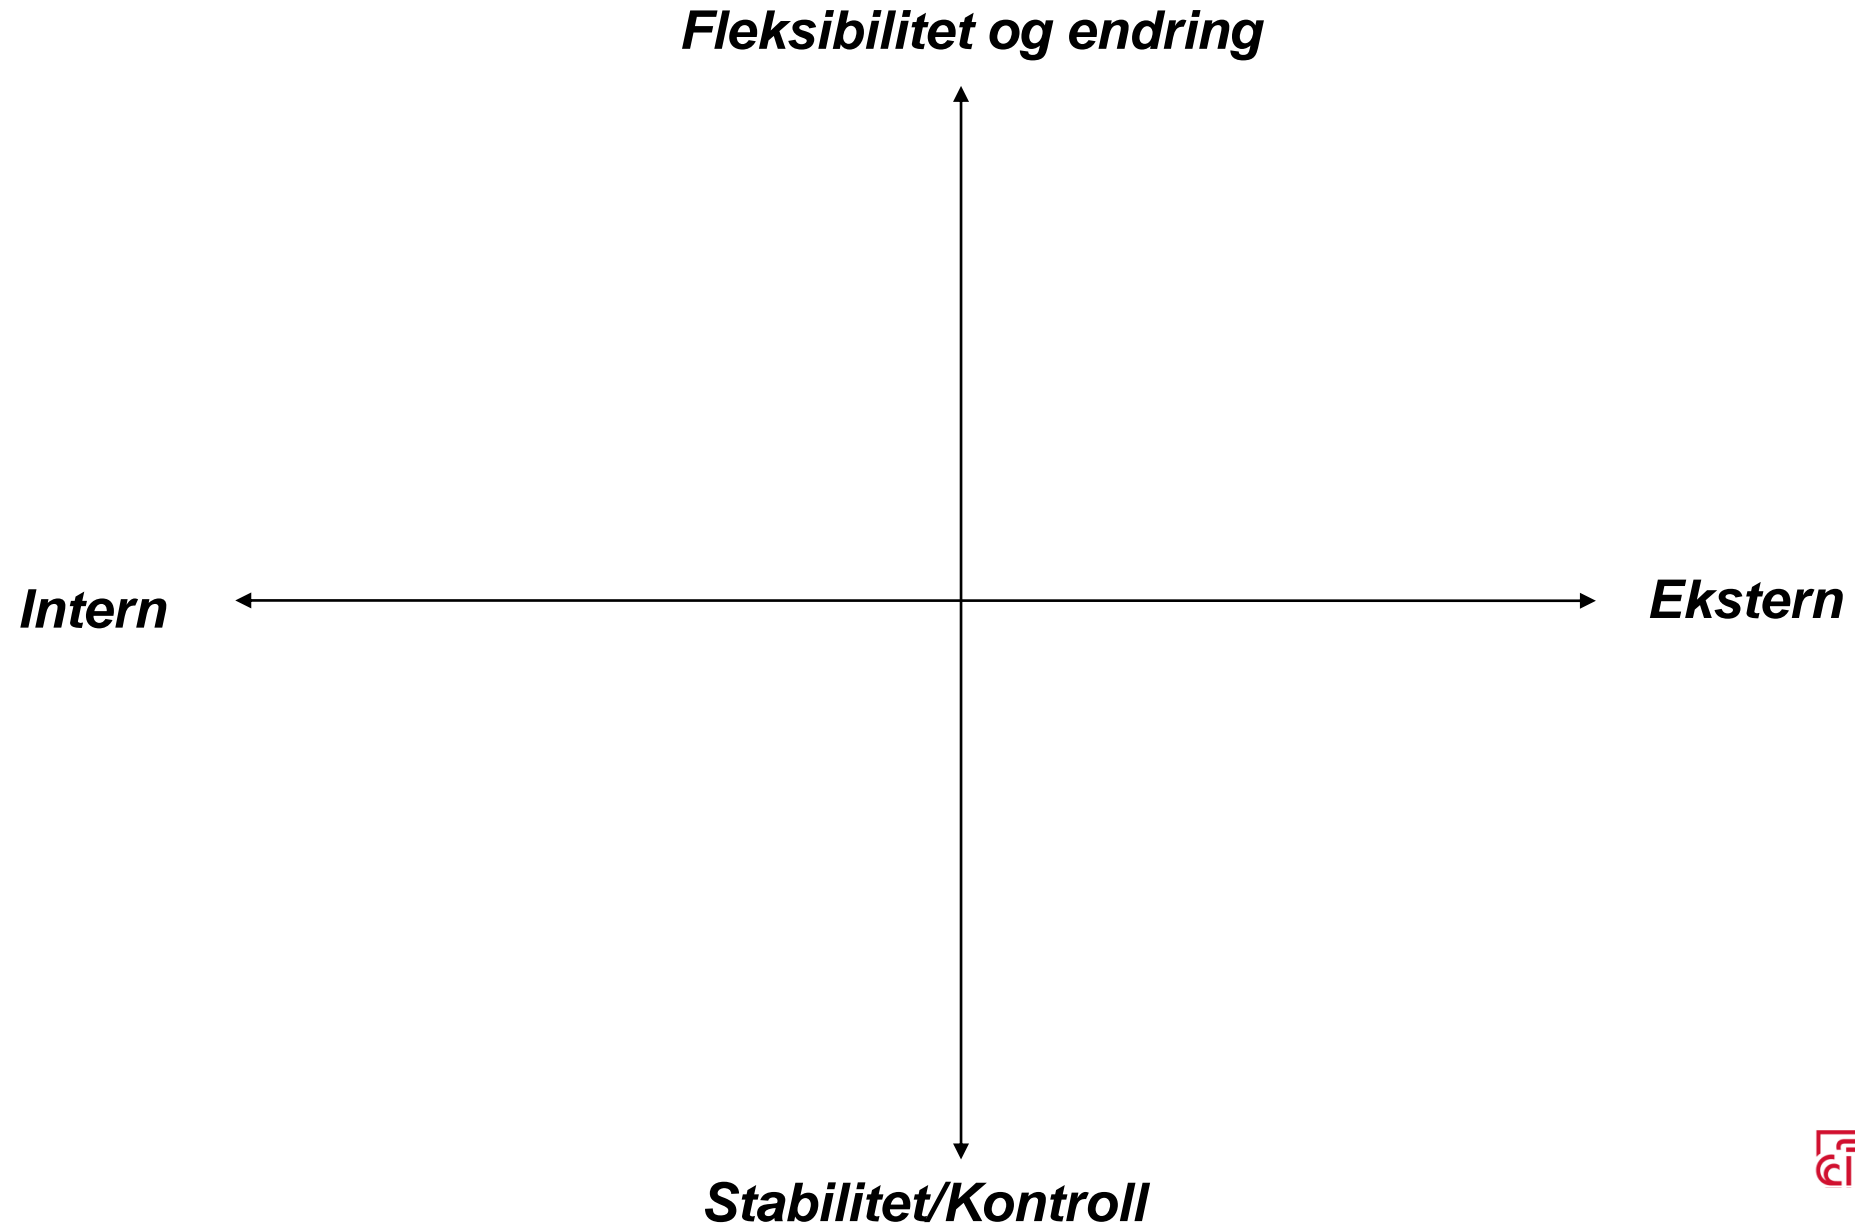 Fleksibilitet og endring
Intern
Ekstern
Stabilitet/Kontroll